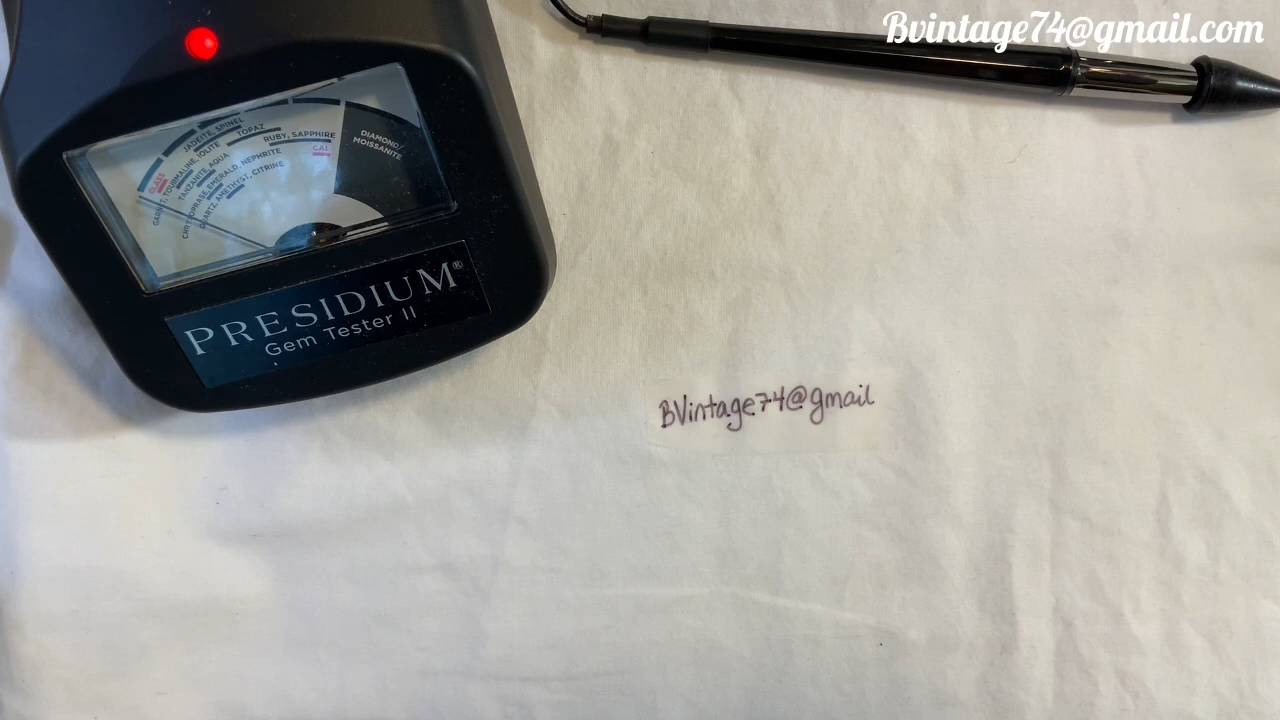 Bvintage74@gmail.com
GLASS
GARNET, TOURMALINE, IOLITE
JADEITE, SPINEL
TANZANITE, AQUA
TOPAZ
CHRYSOPRASE, EMERALD, NEPHRITE
RUBY, SAPPHIRE
QUARTZ, AMETHYST, CITRINE
CAL
DIAMOND/
MOISSANITE
PRESIDIUM®
Gem Tester II
BVintage74@gmail